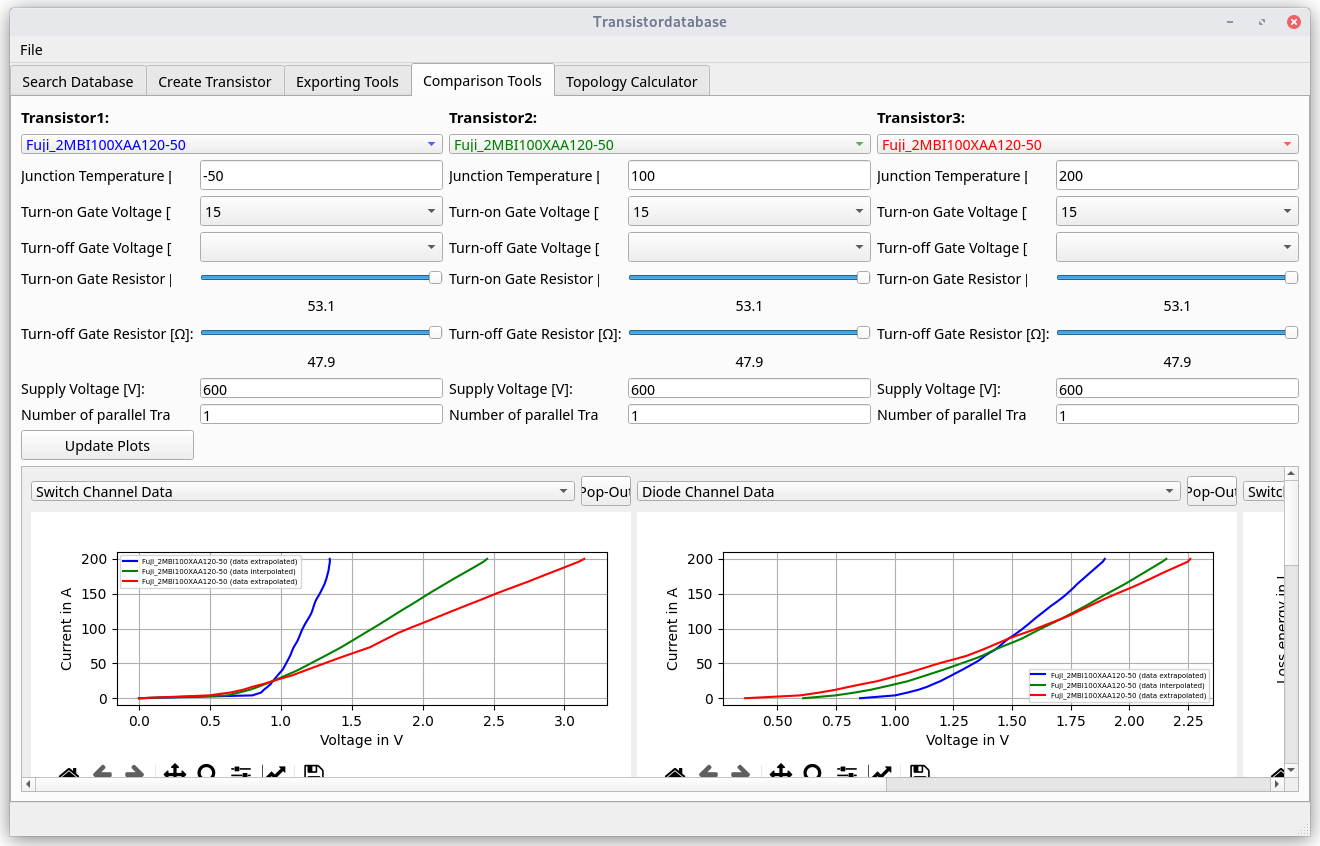 Transistordatabase
File
Search Database Create Transistor Exporting Tools Comparison Tools Topology Calculator
Transistor1: Transistor2: Transistor3:
Fuji_2MBI100XAA120-50 Fuji_2MBI100XAA120-50 Fuji_2MBI100XAA120-50
Junction Temperature [ -50 Junction Temperature [ 100 Junction Temperature [ 200
Turn-on Gate Voltage [ 15 Turn-on Gate Voltage [ 15 Turn-on Gate Voltage [ 15
Turn-off Gate Voltage [ Turn-off Gate Voltage [ Turn-off Gate Voltage [
Turn-on Gate Resistor [ Turn-on Gate Resistor [ Turn-on Gate Resistor [
53.1 53.1 53.1
Turn-off Gate Resistor [Ω]: Turn-off Gate Resistor [Ω]: Turn-off Gate Resistor [Ω]:
47.9 47.9 47.9
Supply Voltage [V]: 600 Supply Voltage [V]: 600 Supply Voltage [V]: 600
Number of parallel Tra 1 Number of parallel Tra 1 Number of parallel Tra 1
Update Plots
Switch Channel Data Pop-Out Diode Channel Data Pop-Out Switc
Current in A
200
150
100
50
0
Fuji_2MBI100XAA120-50 (data extrapolated)
Fuji_2MBI100XAA120-50 (data interpolated)
Fuji_2MBI100XAA120-50 (data extrapolated)
0.0 0.5 1.0 1.5 2.0 2.5 3.0
Voltage in V
Current in A
200
150
100
50
0
Fuji_2MBI100XAA120-50 (data extrapolated)
Fuji_2MBI100XAA120-50 (data interpolated)
Fuji_2MBI100XAA120-50 (data extrapolated)
0.50 0.75 1.00 1.25 1.50 1.75 2.00 2.25
Voltage in V
Loss energy in